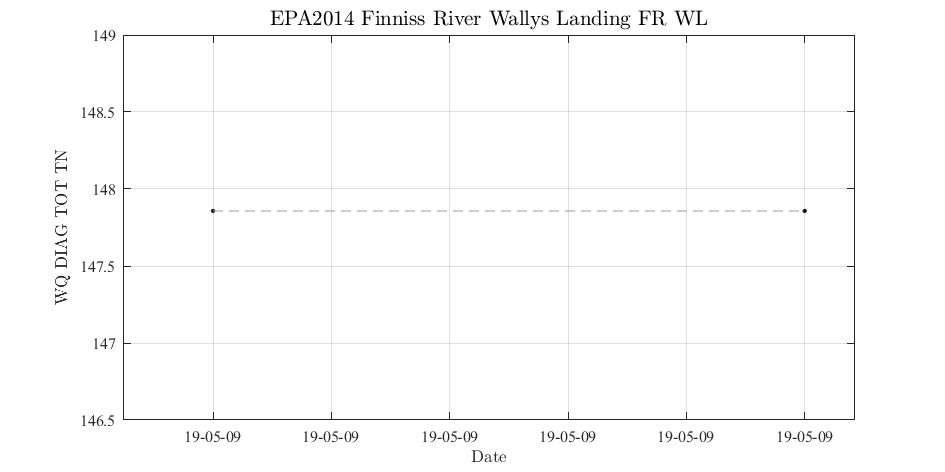 EPA2014 Finniss River Wallys Landing FR WL
149
148.5
148
147.5
147
146.5
WQ DIAG TOT TN
19-05-09 19-05-09 19-05-09 19-05-09 19-05-09 19-05-09
Date